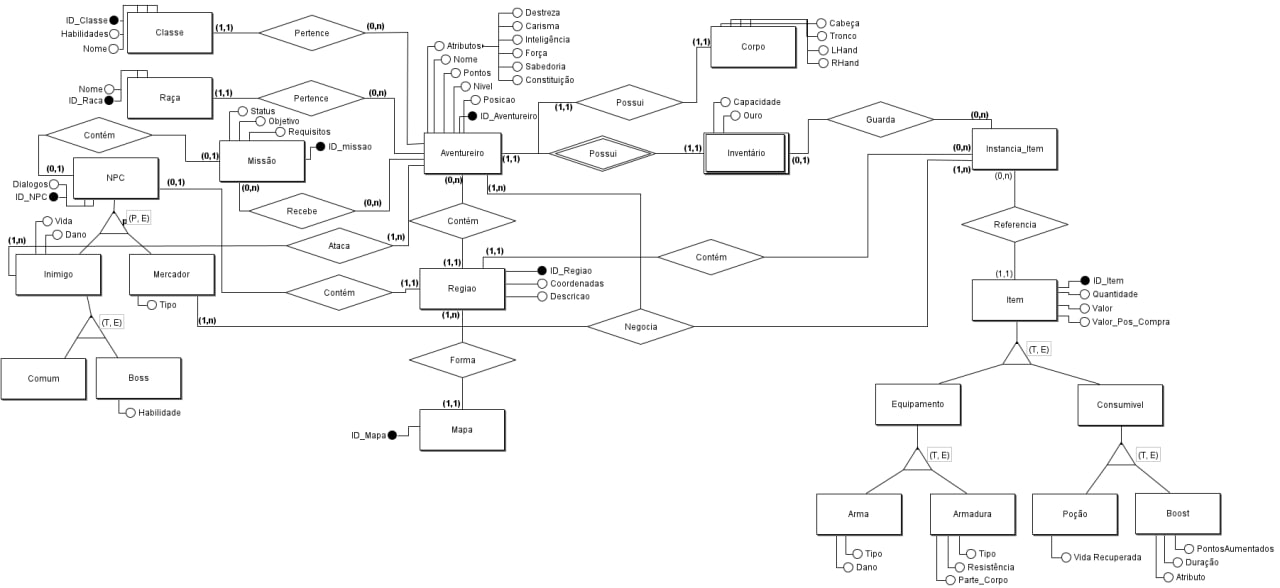 ID_Classe
Habilidades
Nome
Classe
(1,1)
Pertence
(0,n)
Nome
ID_Raca
Raça
(1,1)
Pertence
(0,n)
Atributos
Destreza
Carisma
Inteligência
Força
Sabedoria
Constituição
Nome
Pontos
Nivel
Posicao
ID_Aventureiro
Aventureiro
(1,1)
Possui
(1,1)
Corpo
Cabeça
Tronco
LHand
RHand
(1,1)
Possui
(1,1)
Capacidade
Ouro
Inventário
(0,1)
Guarda
(0,n)
Instancia_Item
(0,n)
(1,n)
(0,n)
Contém
(0,1)
(0,1)
Status
Objetivo
Requisitos
ID_missao
Missão
(0,n)
Recebe
(0,n)
NPC
(0,1)
Dialogos
ID_NPC
(P, E)
p
Vida
Dano
(1,n)
Ataca
(1,n)
Inimigo
Mercador
Tipo
(1,n)
Contém
(1,1)
(0,n)
Contém
(1,1)
(1,n)
Regiao
ID_Regiao
Coordenadas
Descricao
(1,1)
Contém
Negocia
(1,n)
Forma
(1,1)
Mapa
ID_Mapa
(T, E)
Comum
Boss
Habilidade
Referencia
(1,1)
Item
ID_Item
Quantidade
Valor
Valor_Pos_Compra
(T, E)
Equipamento
Consumivel
(T, E)
(T, E)
Arma
Tipo
Dano
Armadura
Tipo
Resistência
Parte_Corpo
Poção
Vida Recuperada
Boost
PontosAumentados
Duração
Atributo